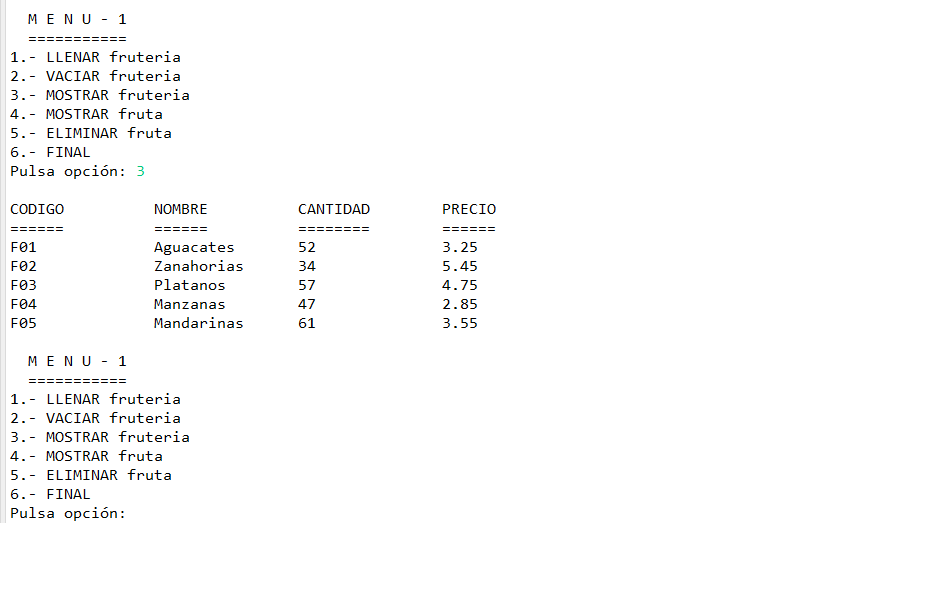 M E N U - 1
===========
1.- LLENAR fruteria
2.- VACIAR fruteria
3.- MOSTRAR fruteria
4.- MOSTRAR fruta
5.- ELIMINAR fruta
6.- FINAL
Pulsa opción: 3
CODIGO NOMBRE CANTIDAD PRECIO
====== ====== ======== ======
F01 Aguacates 52 3.25
F02 Zanahorias 34 5.45
F03 Platanos 57 4.75
F04 Manzanas 47 2.85
F05 Mandarinas 61 3.55
M E N U - 1
===========
1.- LLENAR fruteria
2.- VACIAR fruteria
3.- MOSTRAR fruteria
4.- MOSTRAR fruta
5.- ELIMINAR fruta
6.- FINAL
Pulsa opción: